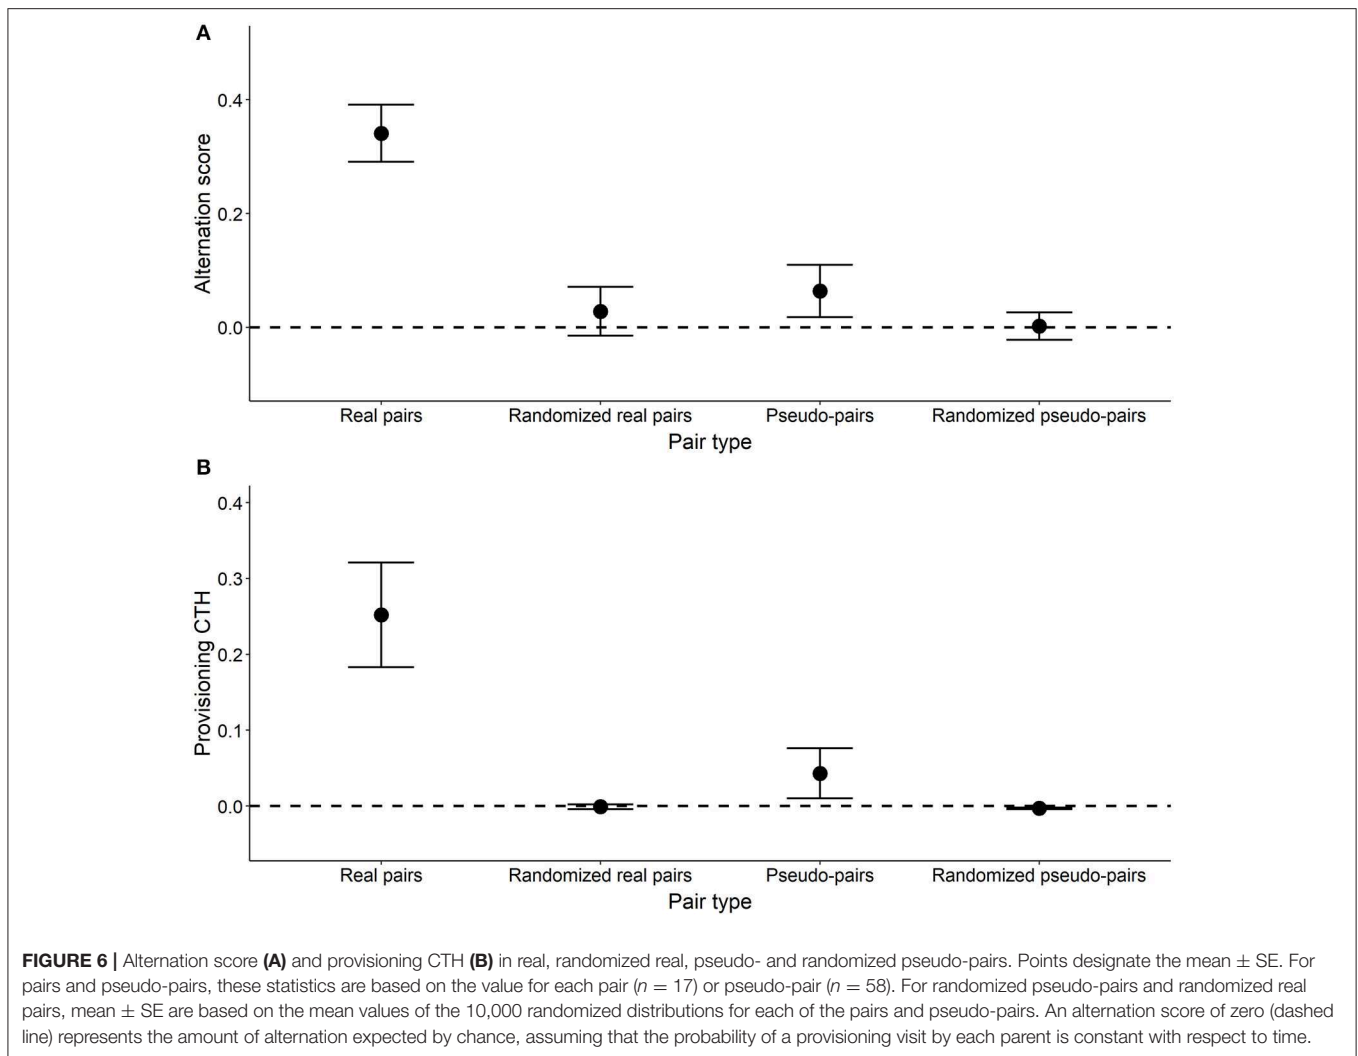 A
0.4
0.2
0.0
Alternation score
Real pairs Randomized real pairs Pseudo-pairs Randomized pseudo-pairs
Pair type
B
0.4
0.3
0.2
0.1
0.0
Provisioning CTH
Real pairs Randomized real pairs Pseudo-pairs Randomized pseudo-pairs
Pair type
FIGURE 6 | Alternation score (A) and provisioning CTH (B) in real, randomized real, pseudo- and randomized pseudo-pairs. Points designate the mean ± SE. For
pairs and pseudo-pairs, these statistics are based on the value for each pair (n = 17) or pseudo-pair (n = 58). For randomized pseudo-pairs and randomized real
pairs, mean ± SE are based on the mean values of the 10,000 randomized distributions for each of the pairs and pseudo-pairs. An alternation score of zero (dashed
line) represents the amount of alternation expected by chance, assuming that the probability of a provisioning visit by each parent is constant with respect to time.